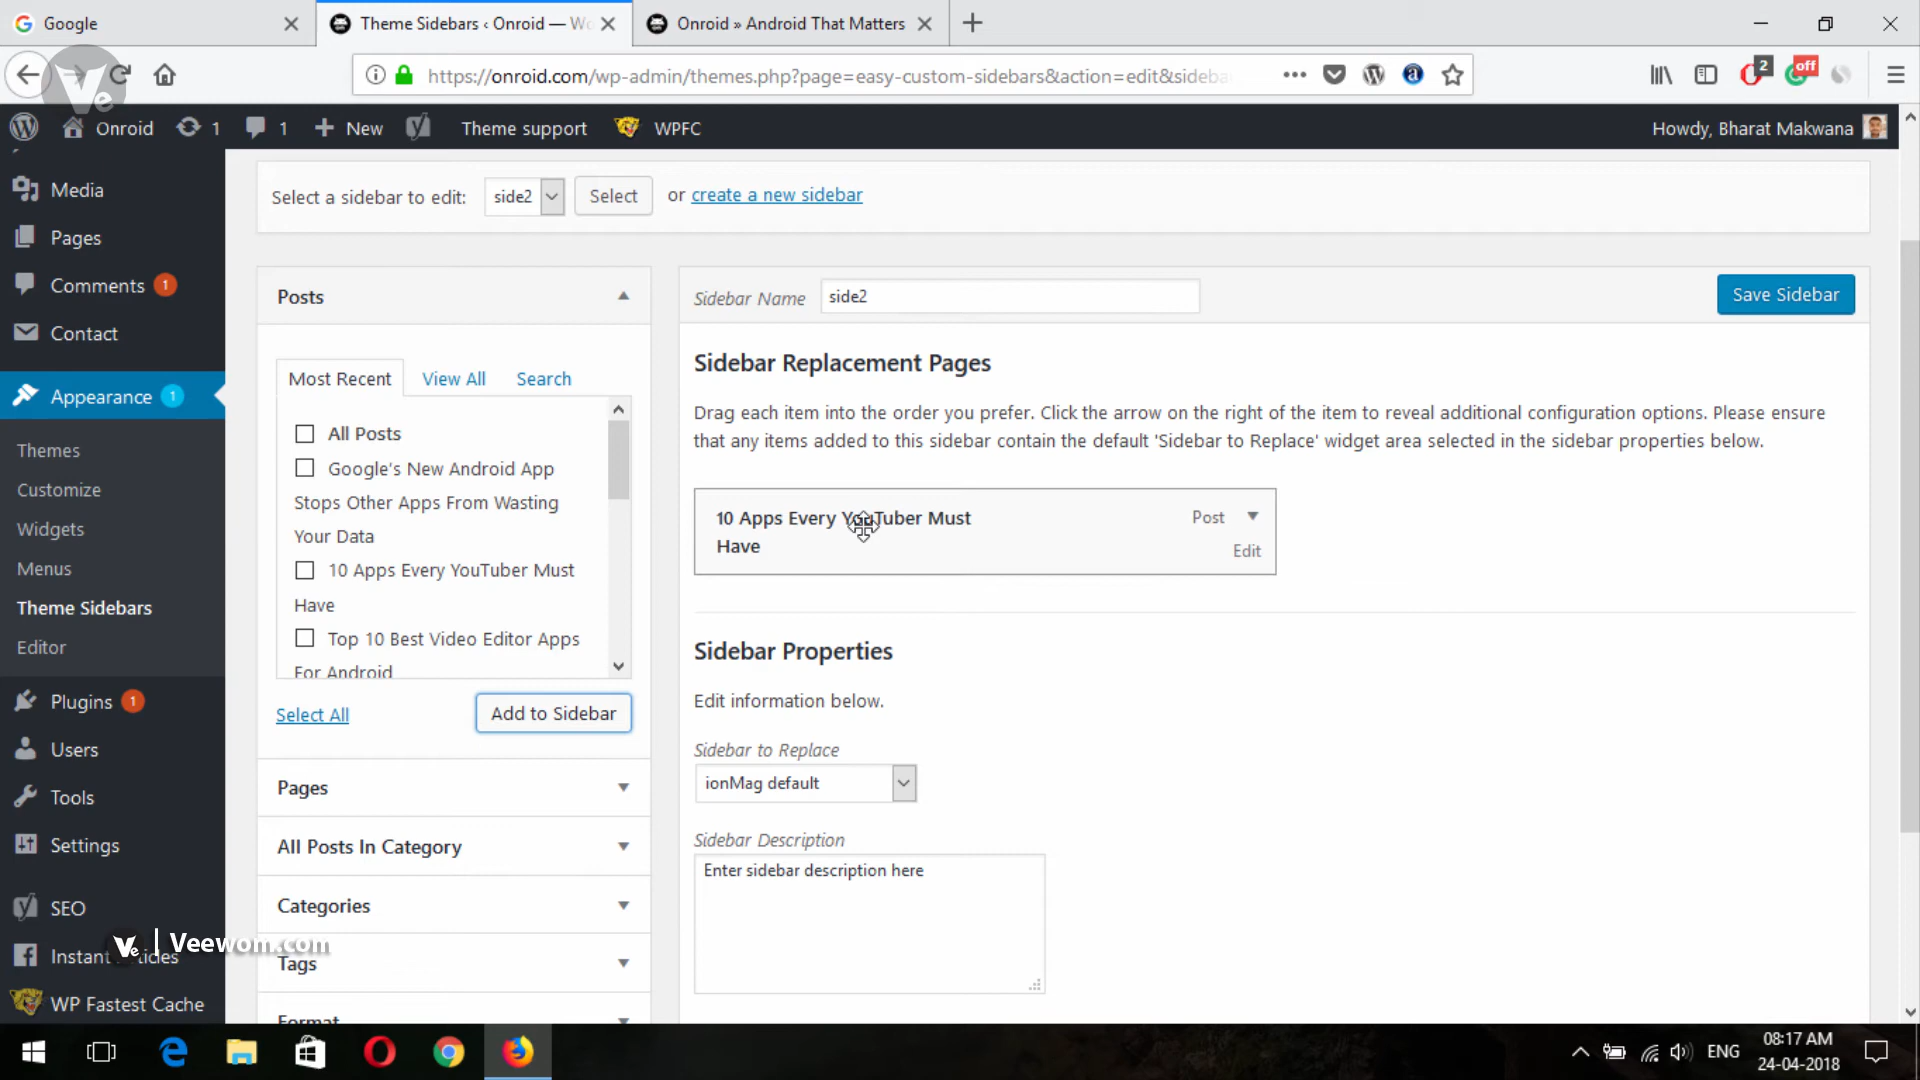 Google
Theme Sidebars ‹ Onroid — Wo
Onroid » Android That Matters
https://onroid.com/wp-admin/themes.php?page=easy-custom-sidebars&action=edit&sideba
2
off
Onroid
1
1
New
Theme support
WPFC
Howdy, Bharat Makwana
Media
Pages
Comments 1
Contact
Appearance 1
Themes
Customize
Widgets
Menus
Theme Sidebars
Editor
Plugins 1
Users
Tools
Settings
SEO
Instant Articles
WP Fastest Cache
Select a sidebar to edit: side2 Select or create a new sidebar
Posts
Most Recent View All Search
All Posts
Google's New Android App
Stops Other Apps From Wasting
Your Data
10 Apps Every YouTuber Must
Have
Top 10 Best Video Editor Apps
For Android
Select All Add to Sidebar
Pages
All Posts In Category
Categories
Tags
Format
Sidebar Name side2 Save Sidebar
Sidebar Replacement Pages
Drag each item into the order you prefer. Click the arrow on the right of the item to reveal additional configuration options. Please ensure
that any items added to this sidebar contain the default 'Sidebar to Replace' widget area selected in the sidebar properties below.
10 Apps Every YouTuber Must
Have
Post
Edit
Sidebar Properties
Edit information below.
Sidebar to Replace
ionMag default
Sidebar Description
Enter sidebar description here
Ve
Ve | Veewom.com
ENG
08:17 AM
24-04-2018